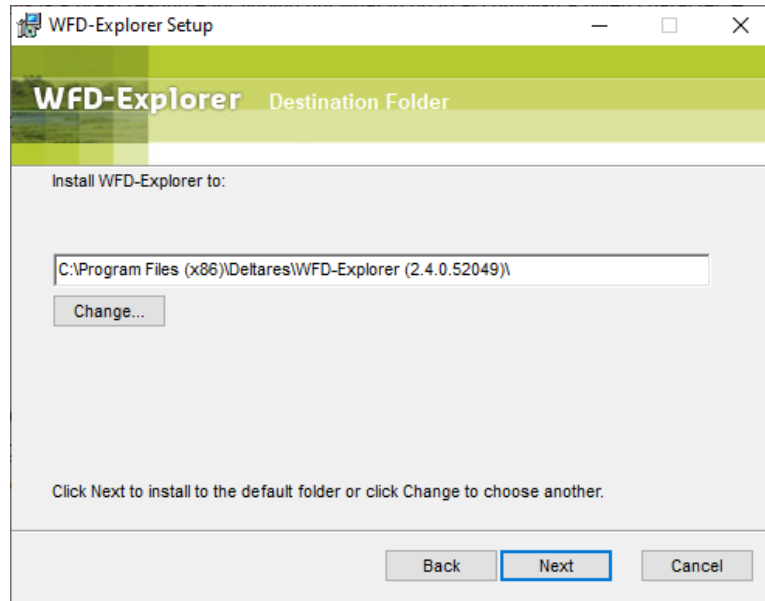 WFD-Explorer Setup
WFD-Explorer Destination Folder
Install WFD-Explorer to:
C:\Program Files (x86)\Deltares\WFD-Explorer (2.4.0.52049)\
Change...
Click Next to install to the default folder or click Change to choose another.
Back Next Cancel